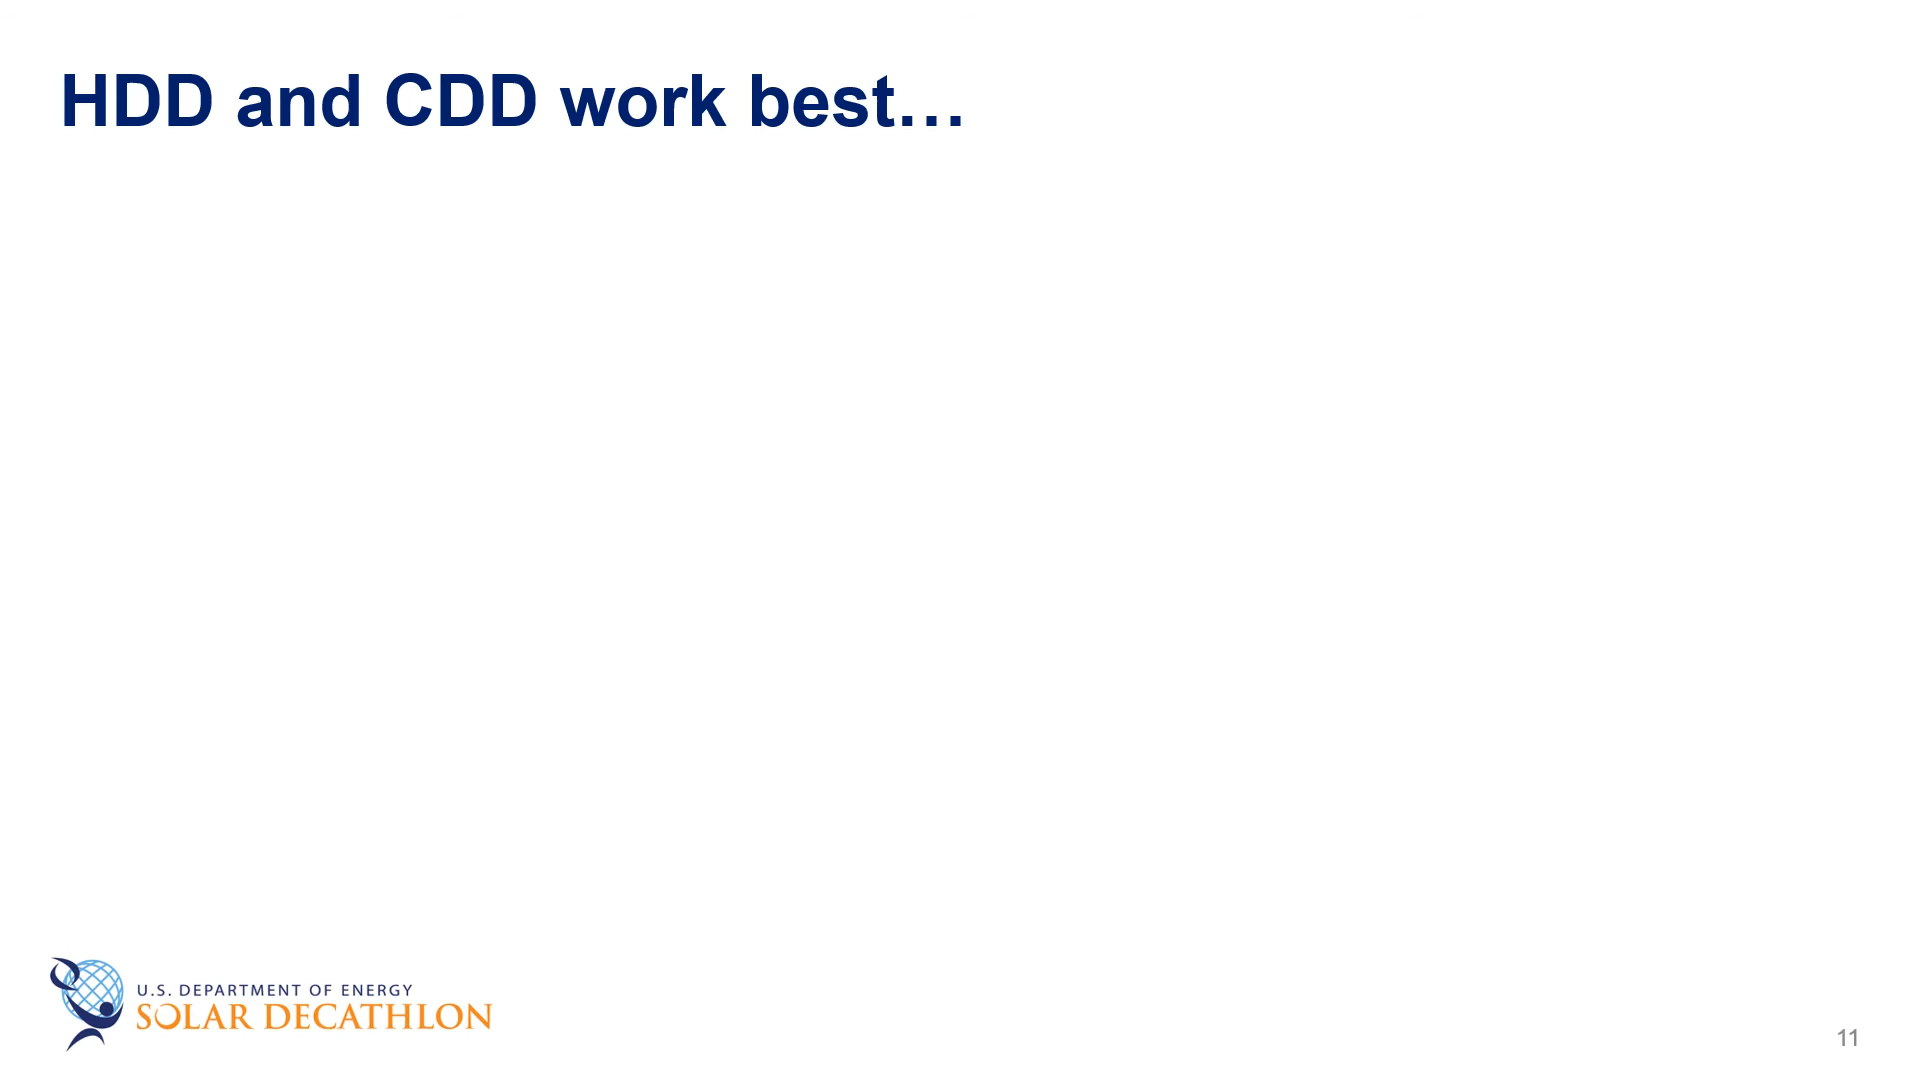 HDD and CDD work best…
U.S. DEPARTMENT OF ENERGY
SOLAR DECATHLON
11